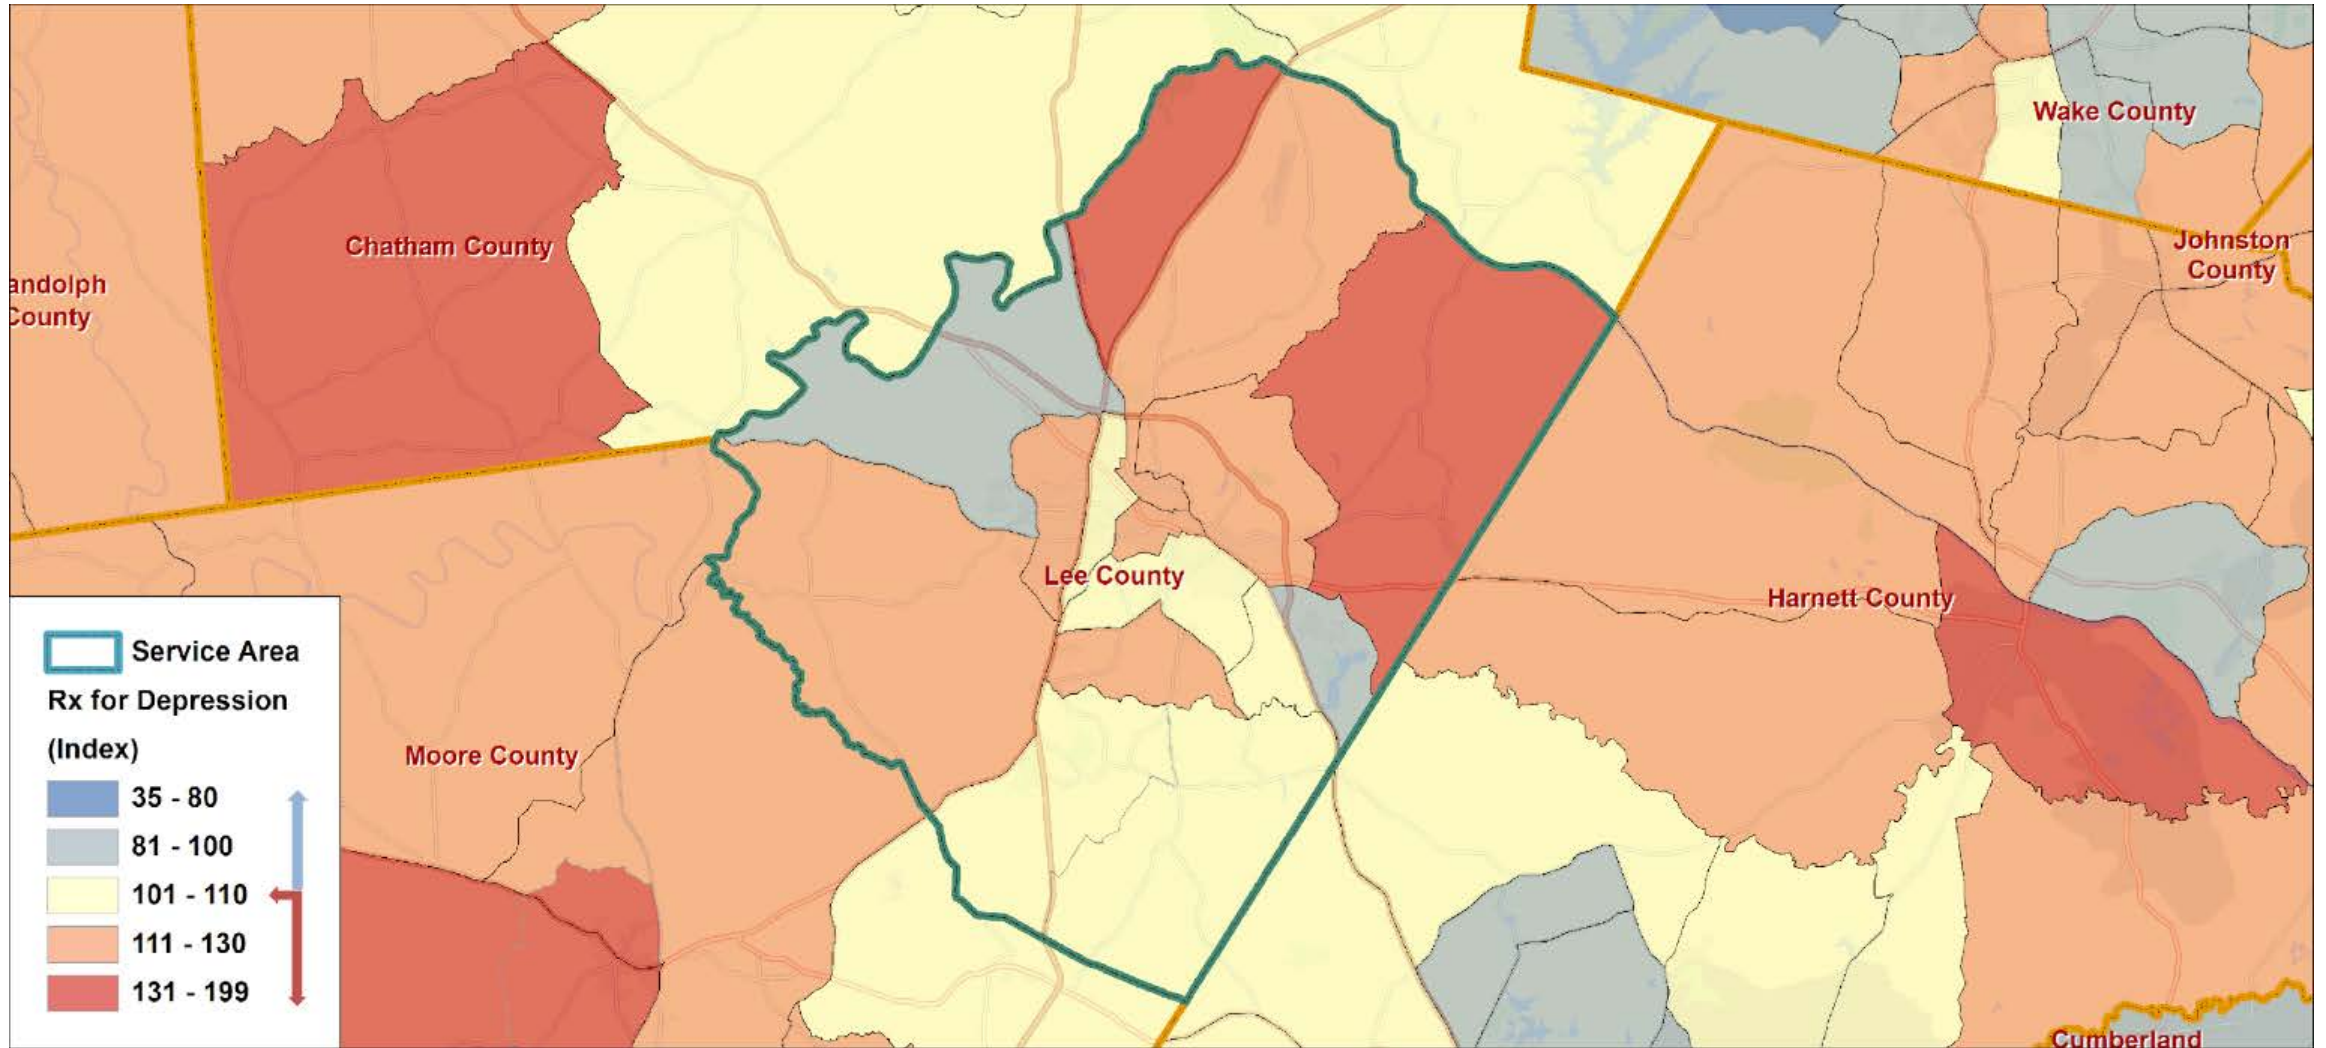 Wake County
Chatham County
Johnston
County
andolph
County
Lee County
Harnett County
Moore County
Service Area
Rx for Depression
(Index)
35 - 80
81 - 100
101 - 110
111 - 130
131 - 199
Cumberland